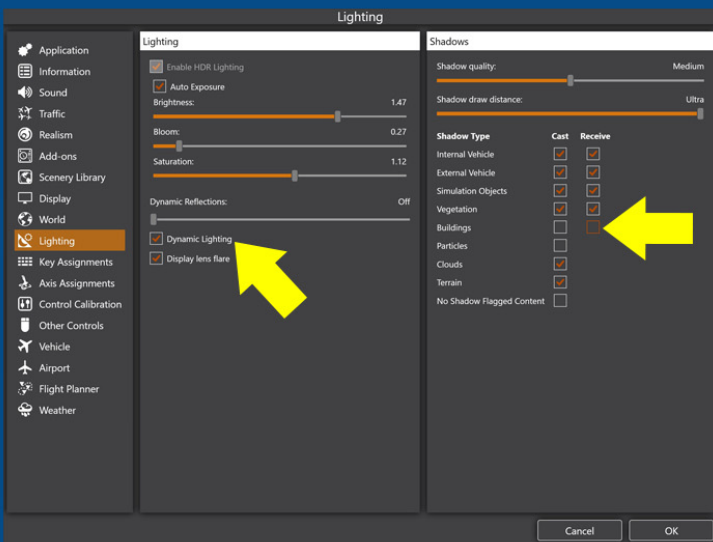 Lighting
Application
Information
Sound
Traffic
Realism
Add-ons
Scenery Library
Display
World
Lighting
Key Assignments
Axis Assignments
Control Calibration
Other Controls
Vehicle
Airport
Flight Planner
Weather
Lighting
Enable HDR Lighting
Auto Exposure
Brightness: 1.47
Bloom: 0.27
Saturation: 1.12
Dynamic Reflections: Off
Dynamic Lighting
Display lens flare
Shadows
Shadow quality: Medium
Shadow draw distance: Ultra
Shadow Type Cast Receive
Internal Vehicle
External Vehicle
Simulation Objects
Vegetation
Buildings
Particles
Clouds
Terrain
No Shadow Flagged Content
Cancel OK